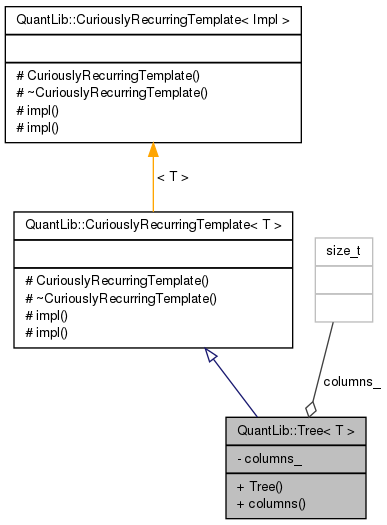 QuantLib::CuriouslyRecurringTemplate< Impl >
# CuriouslyRecurringTemplate()
# ~CuriouslyRecurringTemplate()
# impl()
# impl()
< T >
QuantLib::CuriouslyRecurringTemplate< T >
# CuriouslyRecurringTemplate()
# ~CuriouslyRecurringTemplate()
# impl()
# impl()
size_t
columns_
QuantLib::Tree< T >
- columns_
+ Tree()
+ columns()